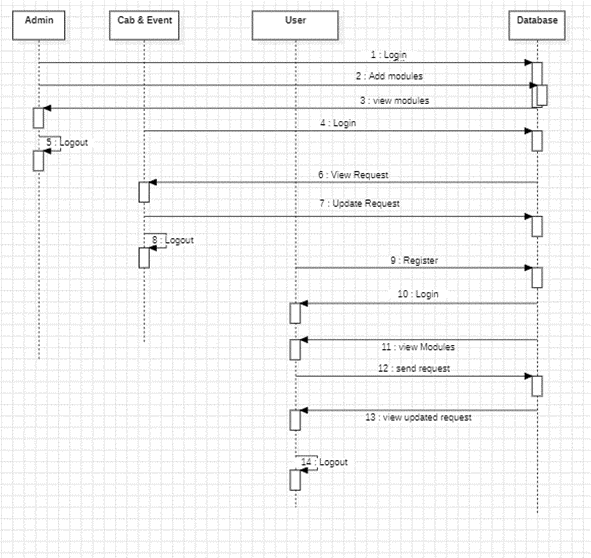 Admin
Cab & Event
User
Database
1 : Login
2 : Add modules
3 : view modules
4 : Login
5 : Logout
6 : View Request
7 : Update Request
8 : Logout
9 : Register
10 : Login
11 : view Modules
12 : send request
13 : view updated request
14 : Logout